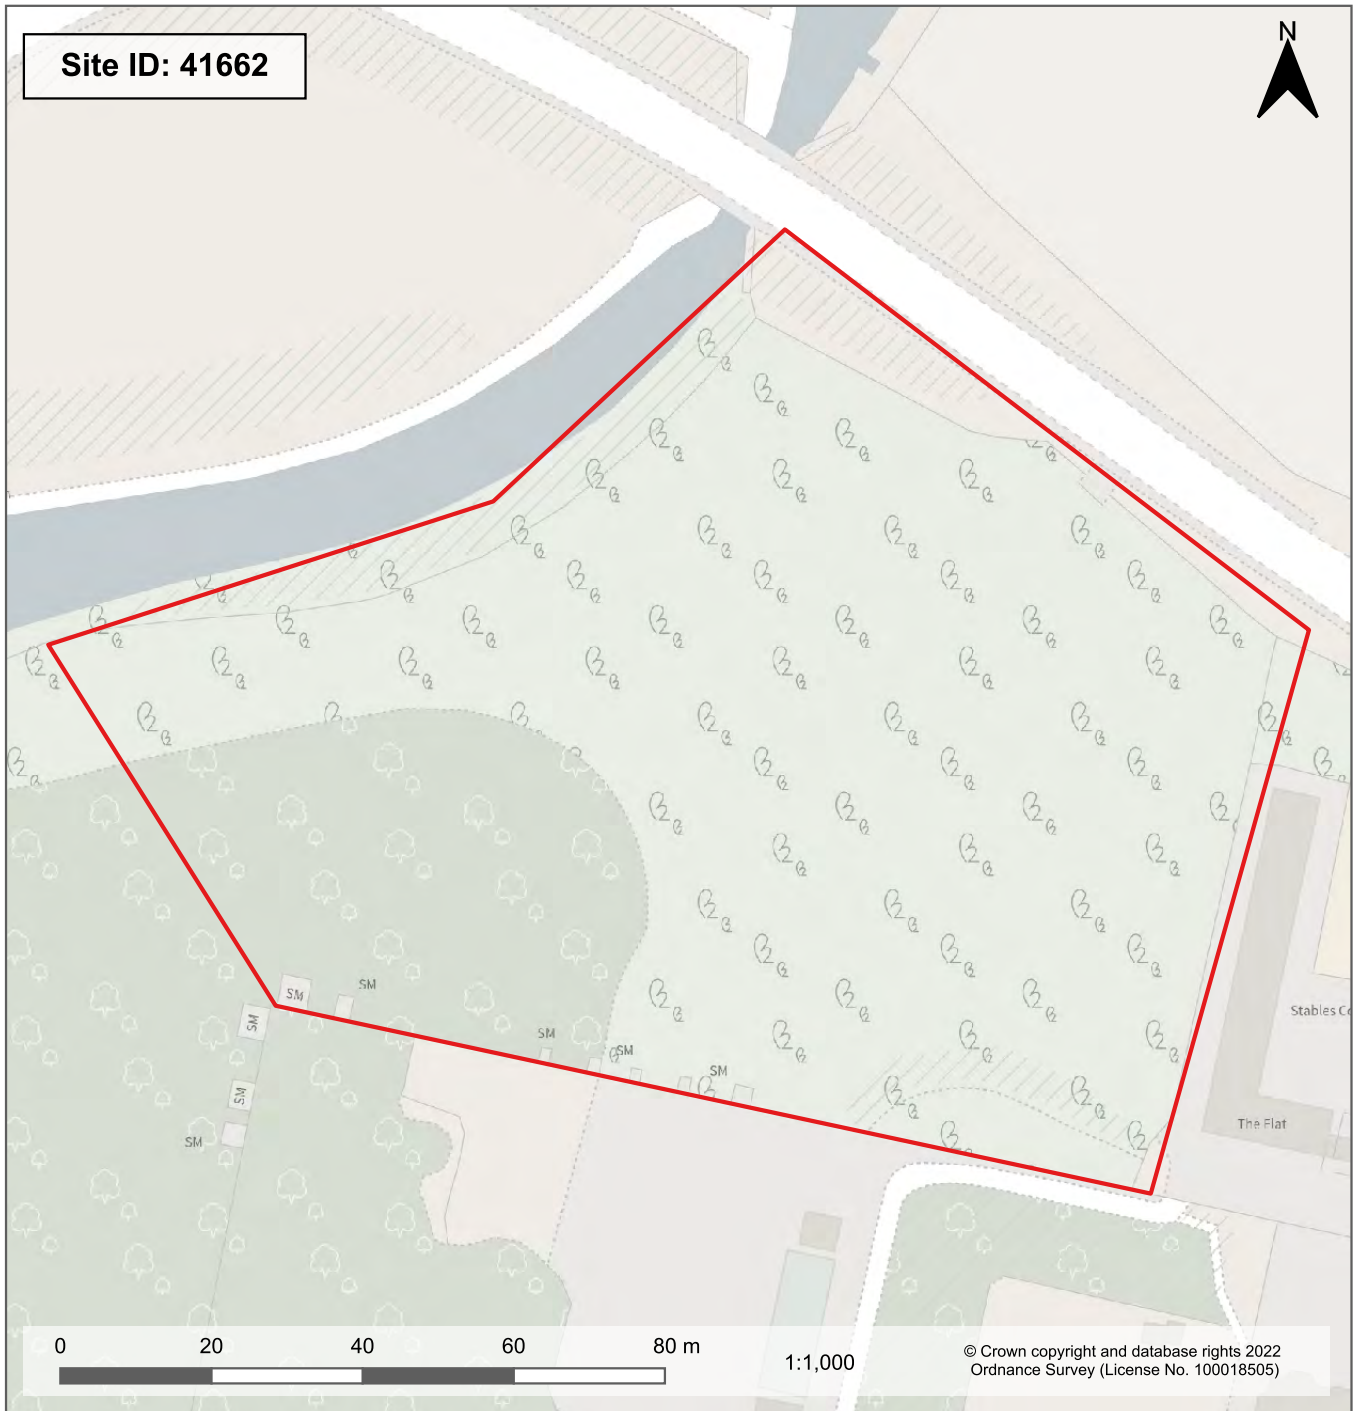 Site ID: 41662
N
SM
SM
SM
SM
SM
SM
SM
SM
Stables
The Flat
0 20 40 60 80 m
1:1,000
© Crown copyright and database rights 2022
Ordnance Survey (License No. 100018505)